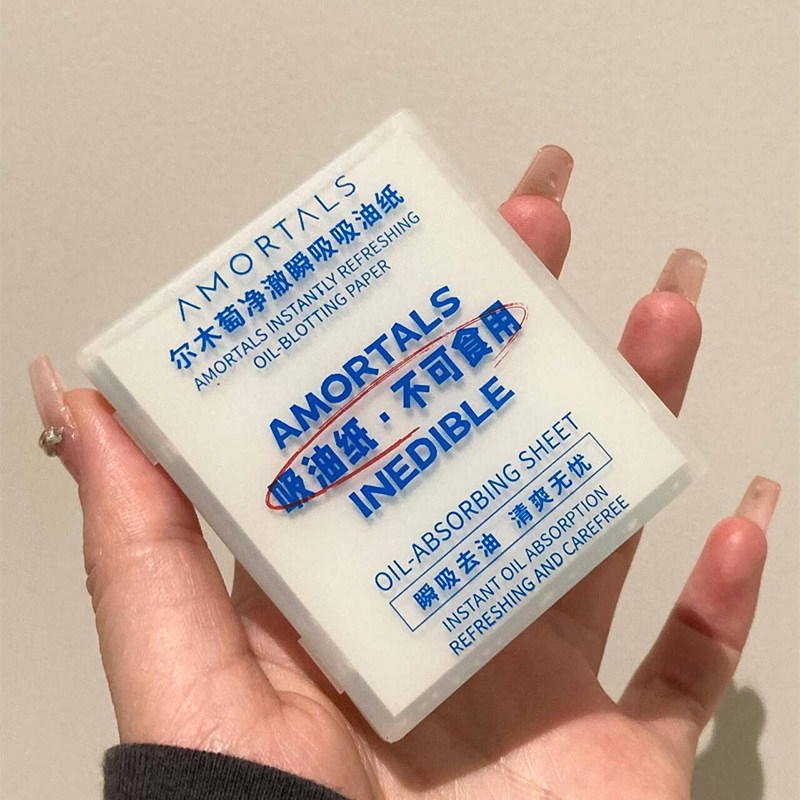 AMORTALS
尔木萄净澈瞬吸吸油纸
AMORTALS INSTANTLY REFRESHING
OIL-BLOTTING PAPER
AMORTALS
吸油纸·不可食用
INEDIBLE
OIL-ABSORBING SHEET
瞬吸去油 清爽无忧
INSTANT OIL ABSORPTION
REFRESHING AND CAREFREE